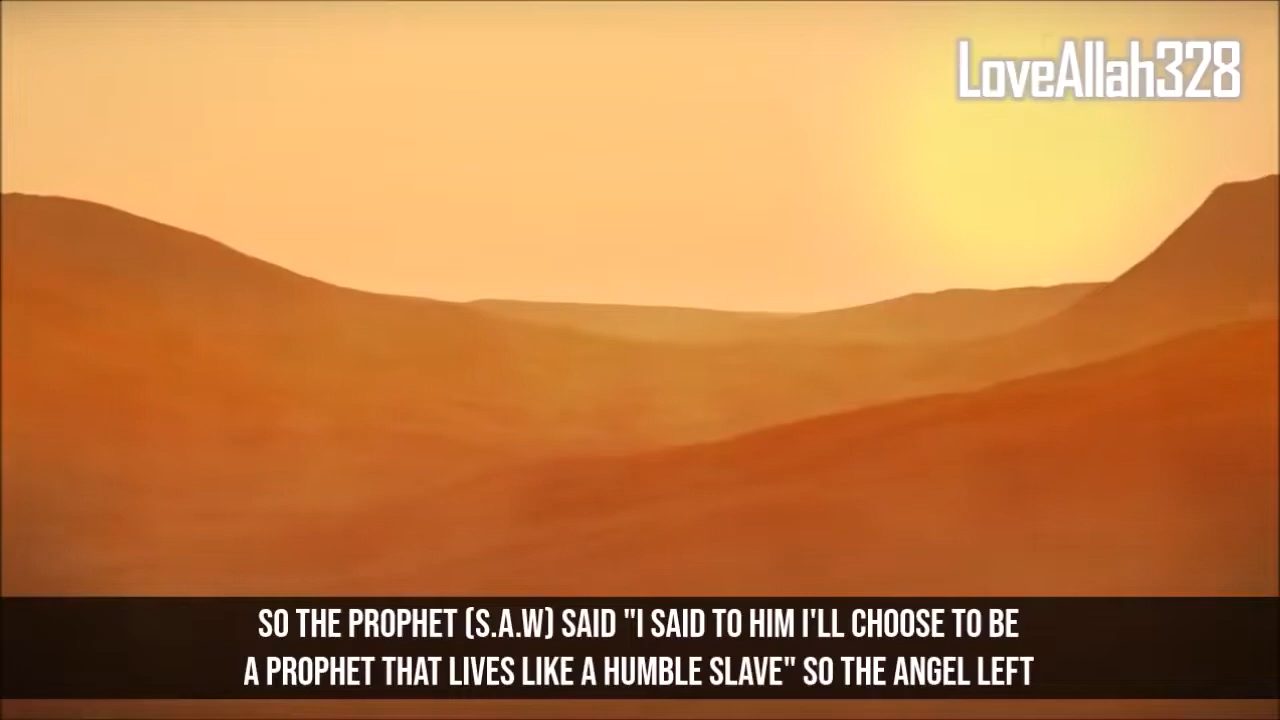 LoveAllah328
SO THE PROPHET (S.A.W) SAID "I SAID TO HIM I'LL CHOOSE TO BE
A PROPHET THAT LIVES LIKE A HUMBLE SLAVE" SO THE ANGEL LEFT